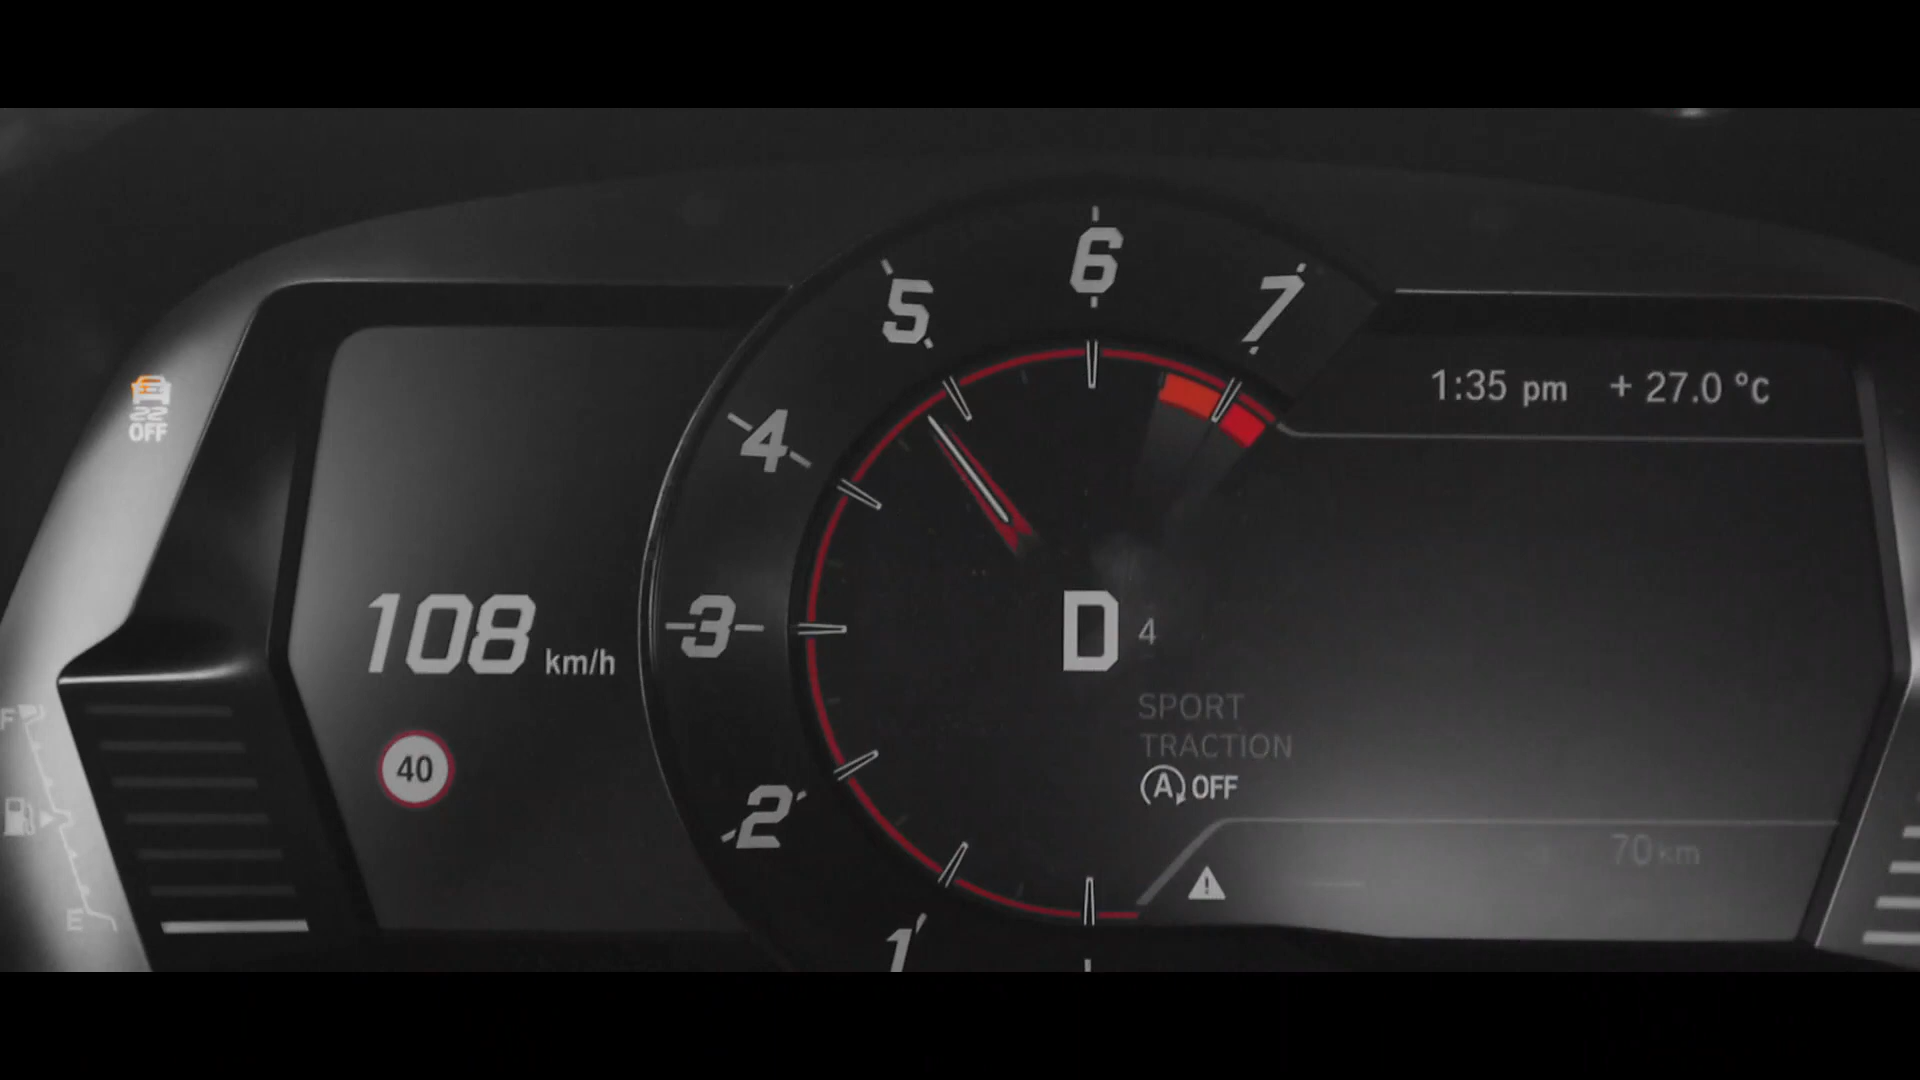 6
5
7
4
1:35 pm + 27.0 °C
OFF
108 km/h
3
D 4
SPORT
TRACTION
40
A OFF
2
F
E
70 km
1